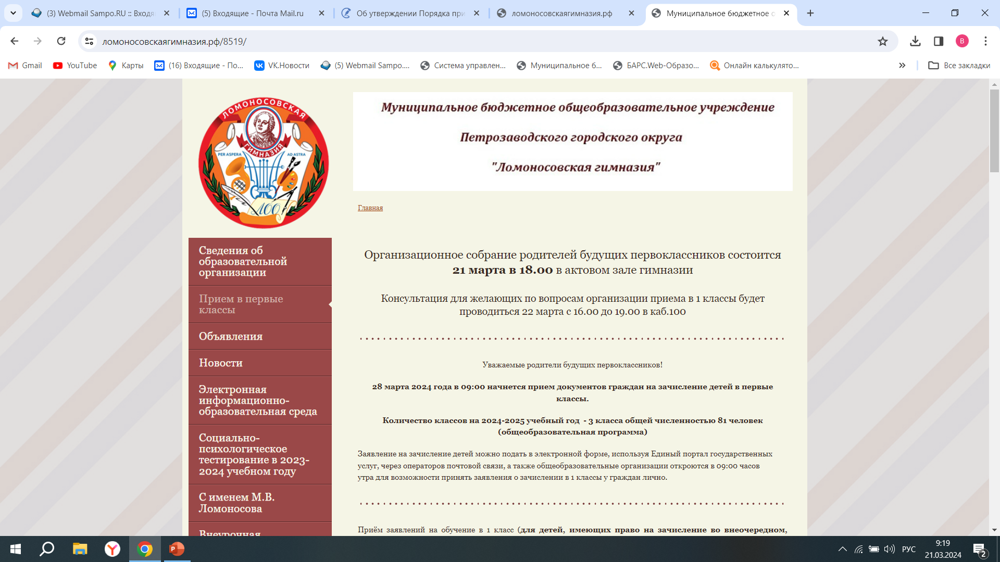 (3) Webmail Sampo.RU :: Входя
(5) Входящие - Почта Mail.ru
Об утверждении Порядка при
ломоносовскаягимназия.рф
Муниципальное бюджетное о
ломоносовскаягимназия.рф/8519/
В
Gmail
YouTube
Карты
(16) Входящие - По...
VK.Новости
(5) Webmail Sampo....
Система управлен...
Муниципальное б...
БАРС.Web-Образо...
Онлайн калькулято...
Все закладки
ЛОМОНОСОВСКАЯ
ГИМНАЗИЯ
PER ASPERA
AD ASTRA
ЛОО
Муниципальное бюджетное общеобразовательное учреждение
Петрозаводского городского округа
"Ломоносовская гимназия"
Главная
Сведения об
образовательной
организации
Прием в первые
классы
Объявления
Новости
Электронная
информационно-
образовательная среда
Социально-
психологическое
тестирование в 2023-
2024 учебном году
С именем М.В.
Ломоносова
Внеурочная
Организационное собрание родителей будущих первоклассников состоится
21 марта в 18.00 в актовом зале гимназии
Консультация для желающих по вопросам организации приема в 1 классы будет
проводиться 22 марта с 16.00 до 19.00 в каб.100
Уважаемые родители будущих первоклассников!
28 марта 2024 года в 09:00 начнется прием документов граждан на зачисление детей в первые
классы.
Количество классов на 2024-2025 учебный год - 3 класса общей численностью 81 человек
(общеобразовательная программа)
Заявление на зачисление детей можно подать в электронной форме, используя Единый портал государственных
услуг, через операторов почтовой связи, а также общеобразовательные организации откроются в 09:00 часов
утра для возможности принять заявления о зачислении в 1 классы у граждан лично.
Приём заявлений на обучение в 1 класс (для детей, имеющих право на зачисление во внеочередном,
РУС
9:19
21.03.2024
2